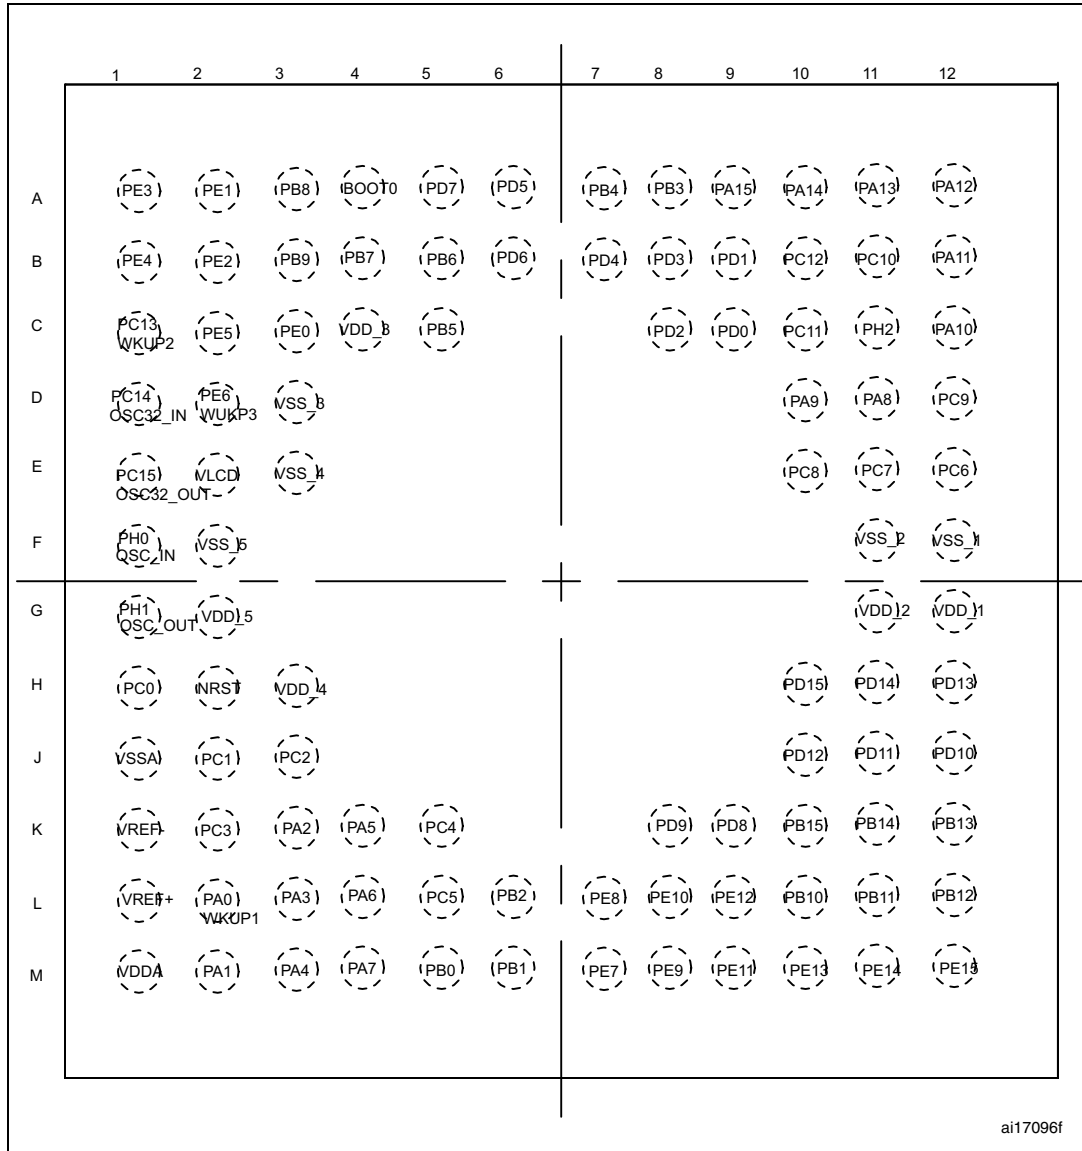 1 2 3 4 5 6 7 8 9 10 11 12
A PE3 PE1 PB8 BOOT0 PD7 PD5 PB4 PB3 PA15 PA14 PA13 PA12
B PE4 PE2 PB9 PB7 PB6 PD6 PD4 PD3 PD1 PC12 PC10 PA11
C PC13 PE5 PE0 VDD_3 PB5 PD2 PD0 PC11 PH2 PA10
WKUP2
D PC14 PE6 VSS_3 PA9 PA8 PC9
OSC32_IN WUKP3
E PC15 VLCD VSS_4 PC8 PC7 PC6
OSC32_OUT
F PH0 VSS_5 VSS_2 VSS_1
OSC_IN
G PH1 VDD_5 VDD_2 VDD_1
OSC_OUT
H PC0 NRST VDD_4 PD15 PD14 PD13
J VSSA PC1 PC2 PD12 PD11 PD10
K VREF- PC3 PA2 PA5 PC4 PD9 PD8 PB15 PB14 PB13
L VREF+ PA0 PA3 PA6 PC5 PB2 PE8 PE10 PE12 PB10 PB11 PB12
WKUP1
M VDDA PA1 PA4 PA7 PB0 PB1 PE7 PE9 PE11 PE13 PE14 PE15
ai17096f